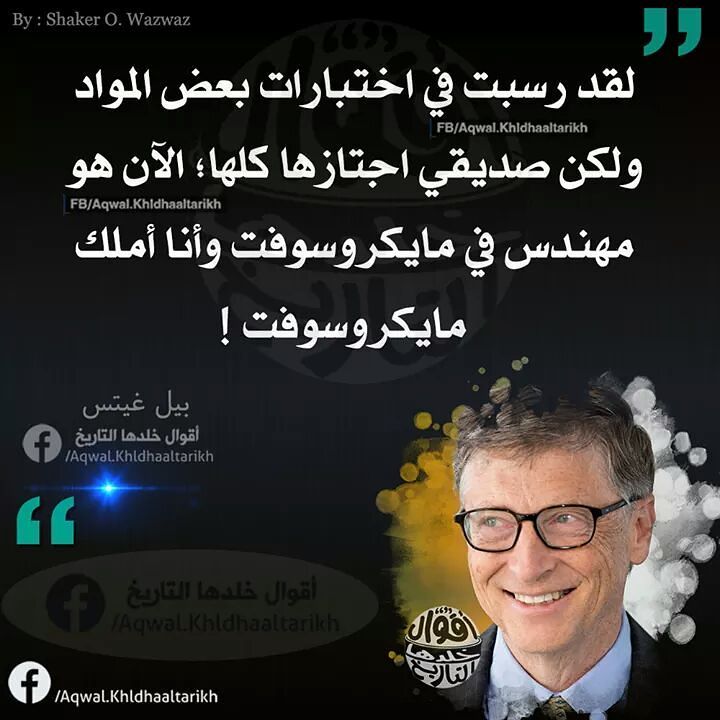 By : Shaker O. Wazwaz
لقد رسبت في اختبارات بعض المواد
FB/Aqwal.Khldhaaltarikh
ولكن صديقي اجتازها كلها؛ الآن هو
FB/Aqwal.Khldhaaltarikh
مهندس في مايكروسوفت وأنا أملك
مايكروسوفت !
بيل غيتس
أقوال خلدها التاريخ
/Aqwal.Khldhaaltarikh
أقوال خلدها التاريخ
/Aqwal.Khldhaaltarikh
أقوال
خلدها
التاريخ
/Aqwal.Khldhaaltarikh